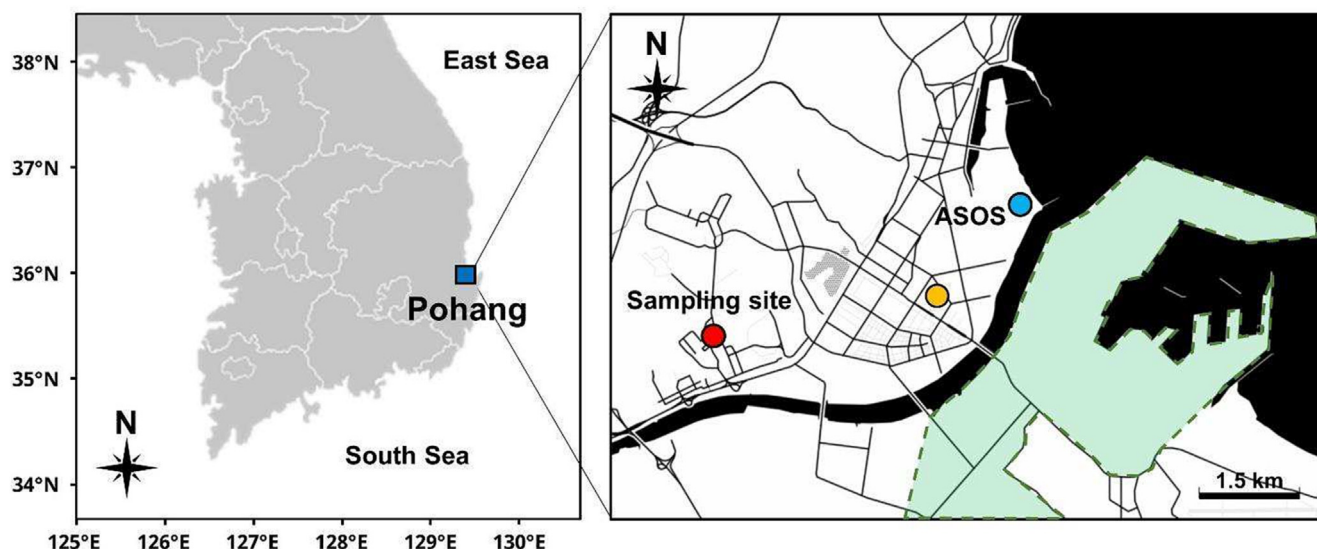 38°N
37°N
36°N
35°N
34°N
East Sea
Pohang
South Sea
N
125°E 126°E 127°E 128°E 129°E 130°E
N
ASOS
Sampling site
1.5 km